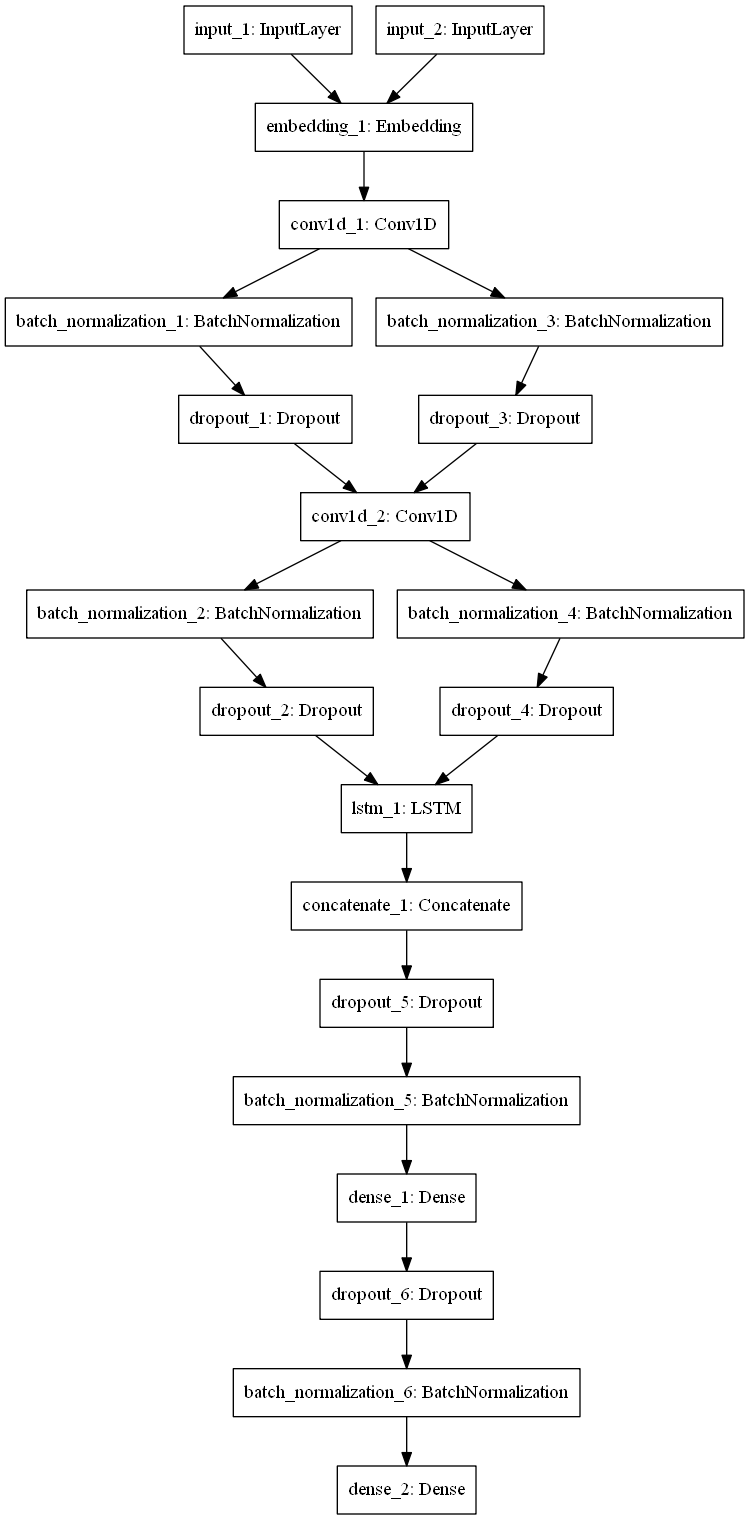 input_1: InputLayer
input_2: InputLayer
embedding_1: Embedding
conv1d_1: Conv1D
batch_normalization_1: BatchNormalization
batch_normalization_3: BatchNormalization
dropout_1: Dropout
dropout_3: Dropout
conv1d_2: Conv1D
batch_normalization_2: BatchNormalization
batch_normalization_4: BatchNormalization
dropout_2: Dropout
dropout_4: Dropout
lstm_1: LSTM
concatenate_1: Concatenate
dropout_5: Dropout
batch_normalization_5: BatchNormalization
dense_1: Dense
dropout_6: Dropout
batch_normalization_6: BatchNormalization
dense_2: Dense